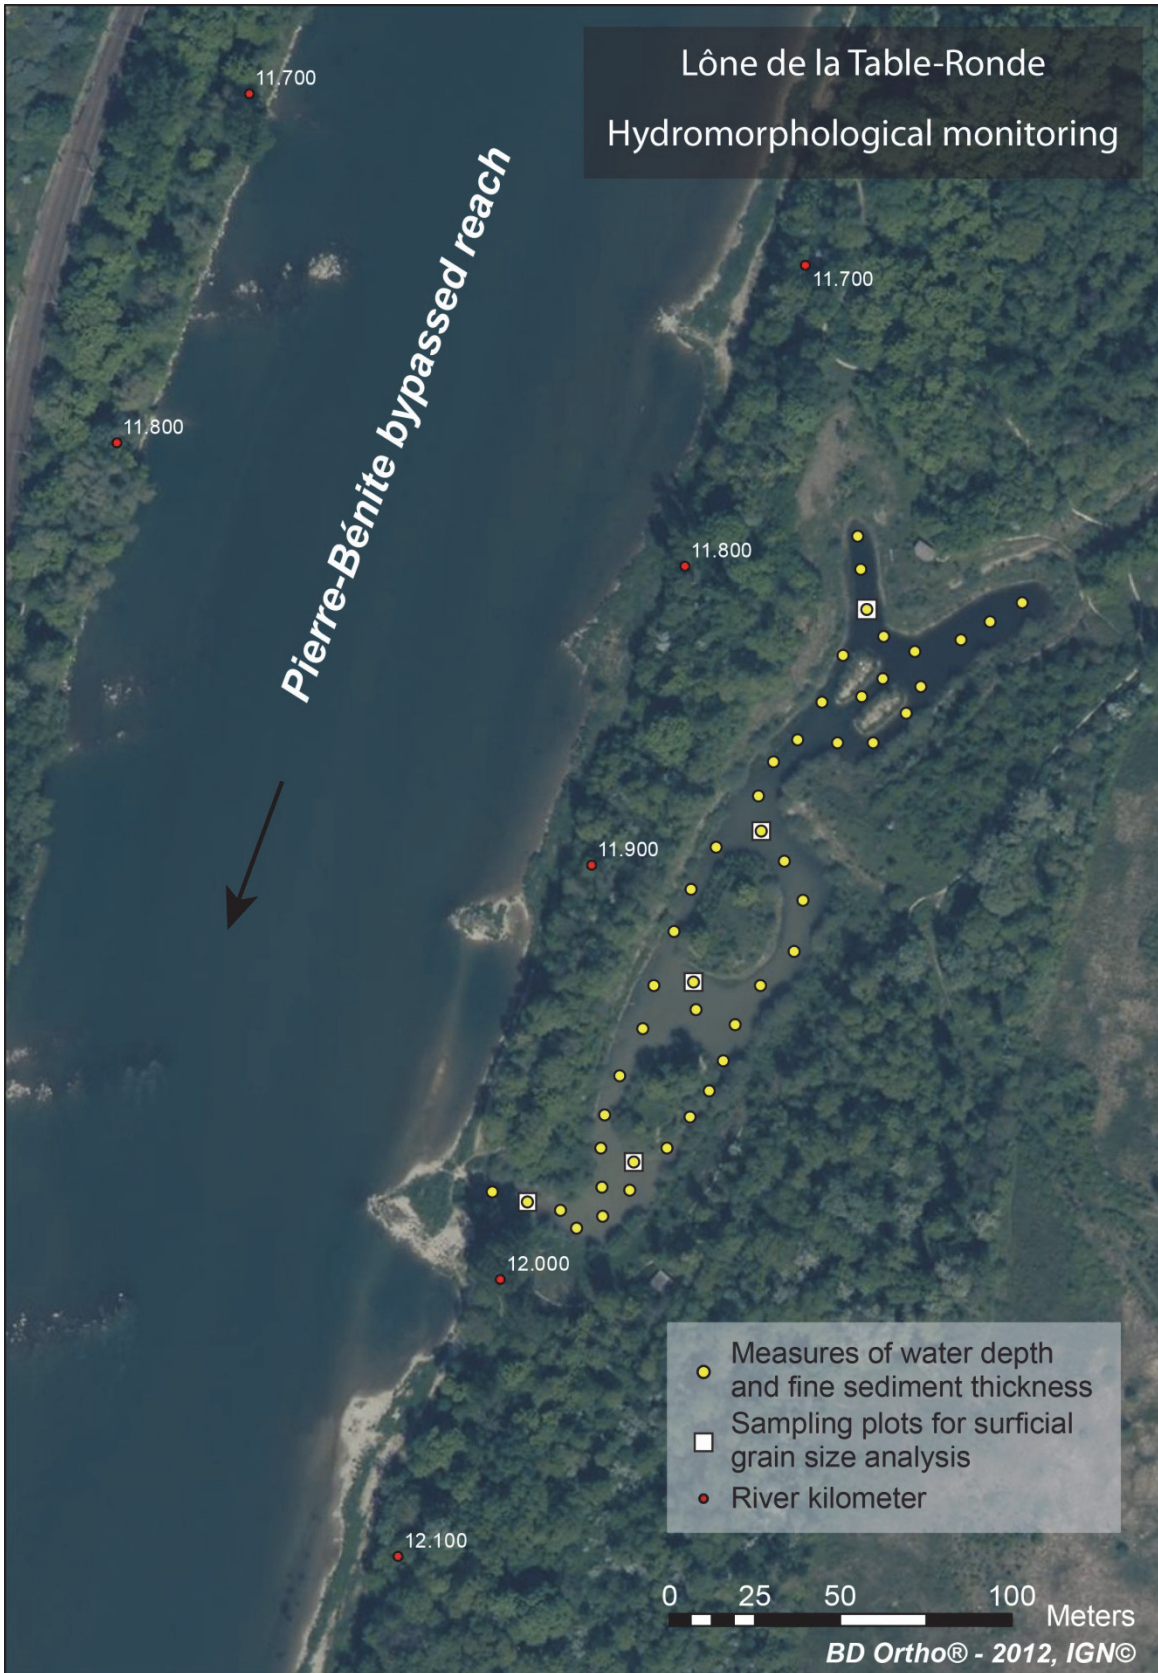 Lône de la Table-Ronde
Hydromorphological monitoring
11.700
11.700
Pierre-Bénite bypassed reach
11.800
11.800
11.900
12.000
12.100
Measures of water depth
and fine sediment thickness
Sampling plots for surficial
grain size analysis
River kilometer
0 25 50 100
Meters
BD Ortho® - 2012, IGN©